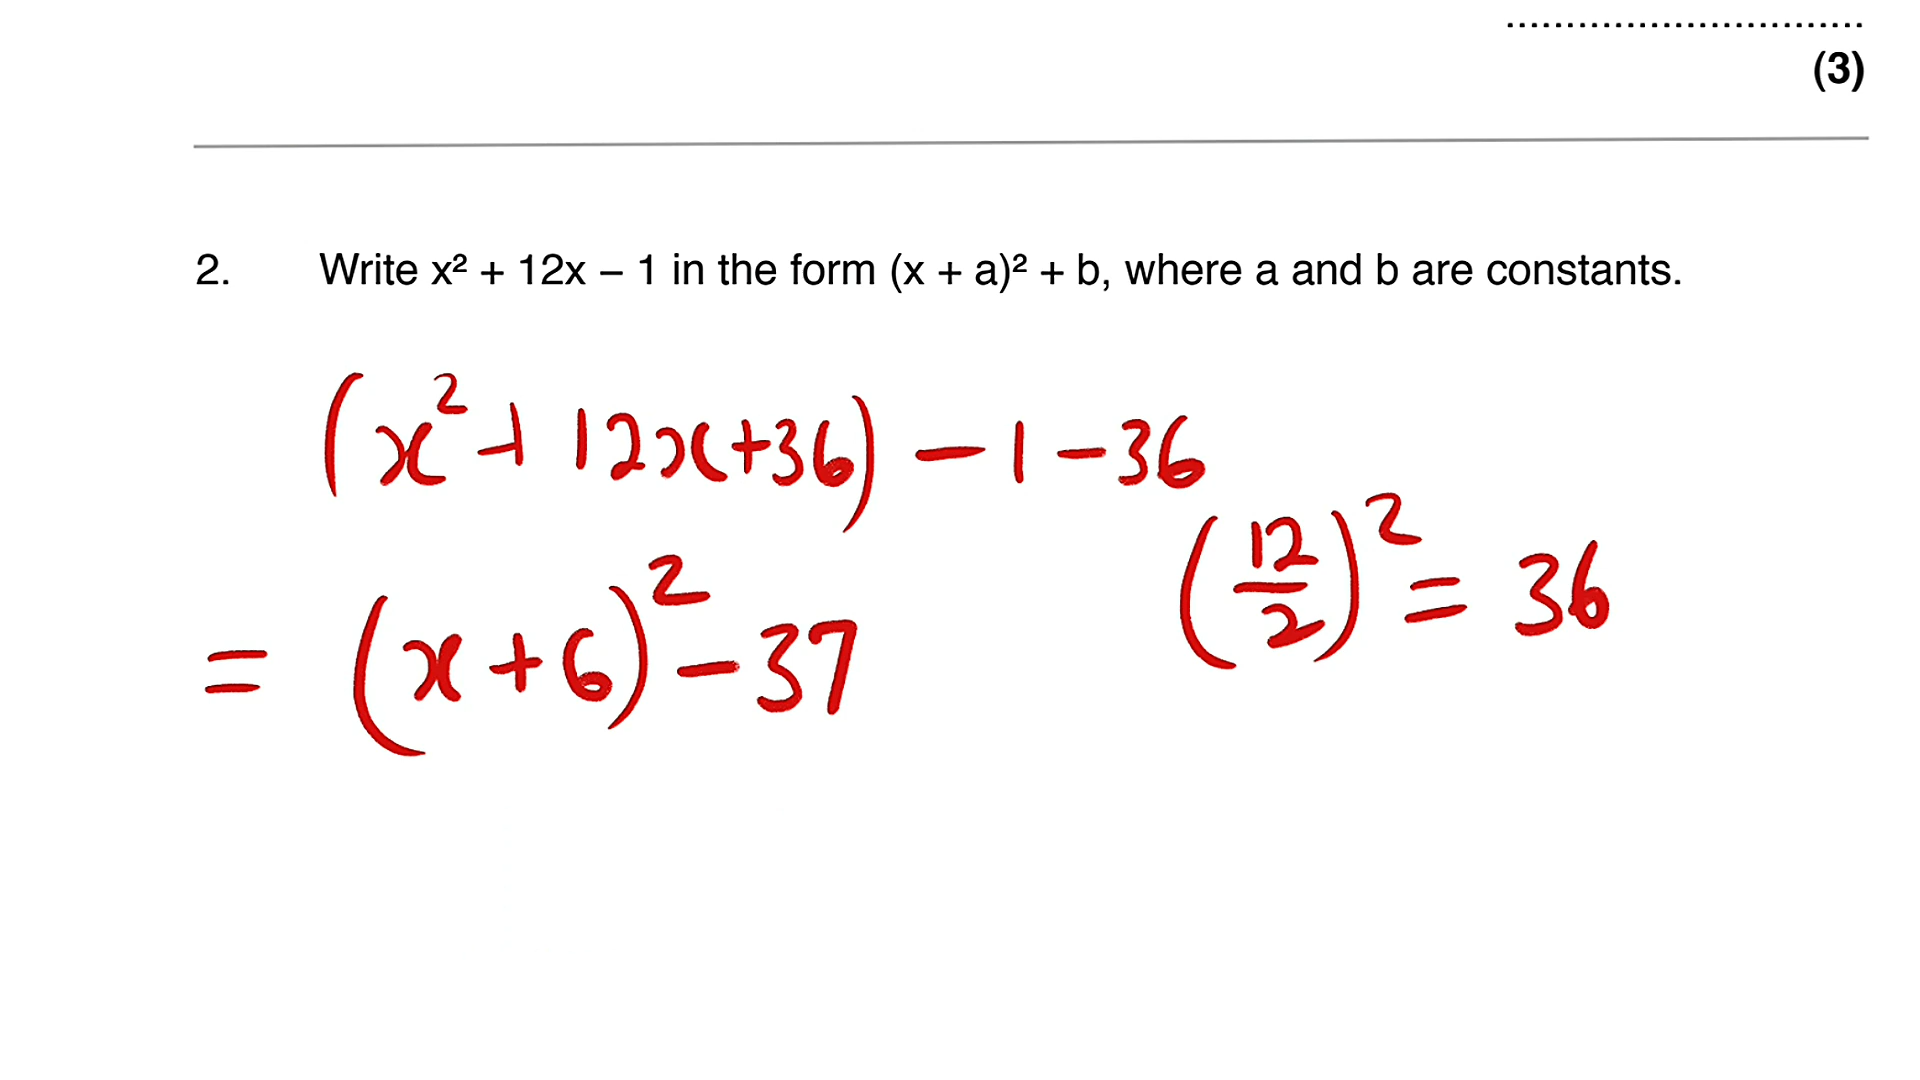 ..............................
(3)
2. Write x² + 12x – 1 in the form (x + a)² + b, where a and b are constants.
(x² + 12x+36) – 1 – 36
(12/2)² = 36
= (x + 6)² – 37